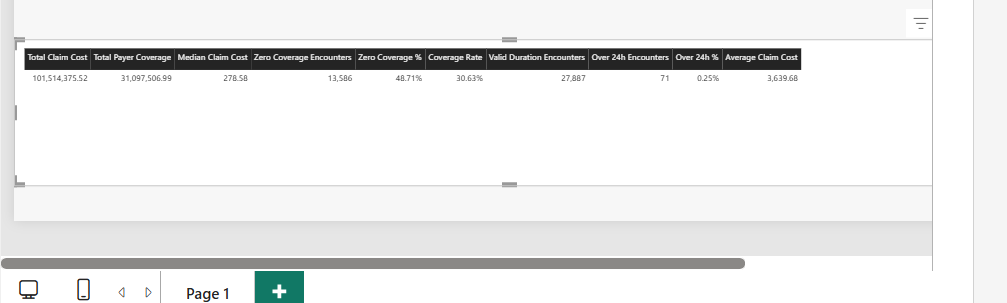 Total Claim Cost Total Payer Coverage Median Claim Cost Zero Coverage Encounters Zero Coverage % Coverage Rate Valid Duration Encounters Over 24h Encounters Over 24h % Average Claim Cost
101,514,375.52 31,097,506.99 278.58 13,586 48.71% 30.63% 27,887 71 0.25% 3,639.68
Page 1